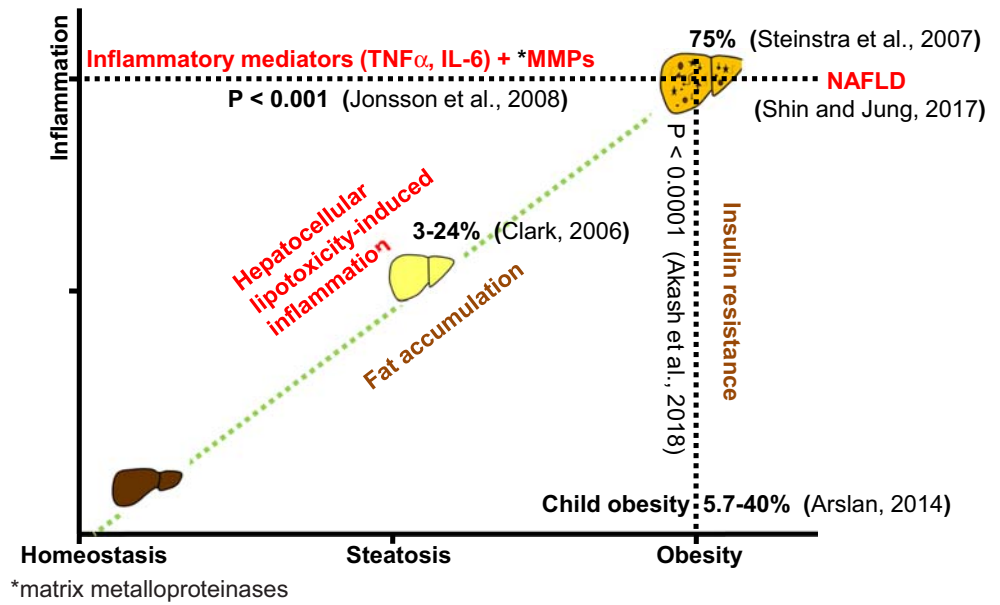 75% (Steinstra et al., 2007)
Inflammatory mediators (TNFα, IL-6) + *MMPs
NAFLD
P < 0.001 (Jonsson et al., 2008)
(Shin and Jung, 2017)
Inflammation
P < 0.0001 (Akash et al., 2018)
Insulin resistance
Hepatocellular
lipotoxicity-induced
inflammation
3-24% (Clark, 2006)
Fat accumulation
Child obesity 5.7-40% (Arslan, 2014)
Homeostasis
Steatosis
Obesity
*matrix metalloproteinases